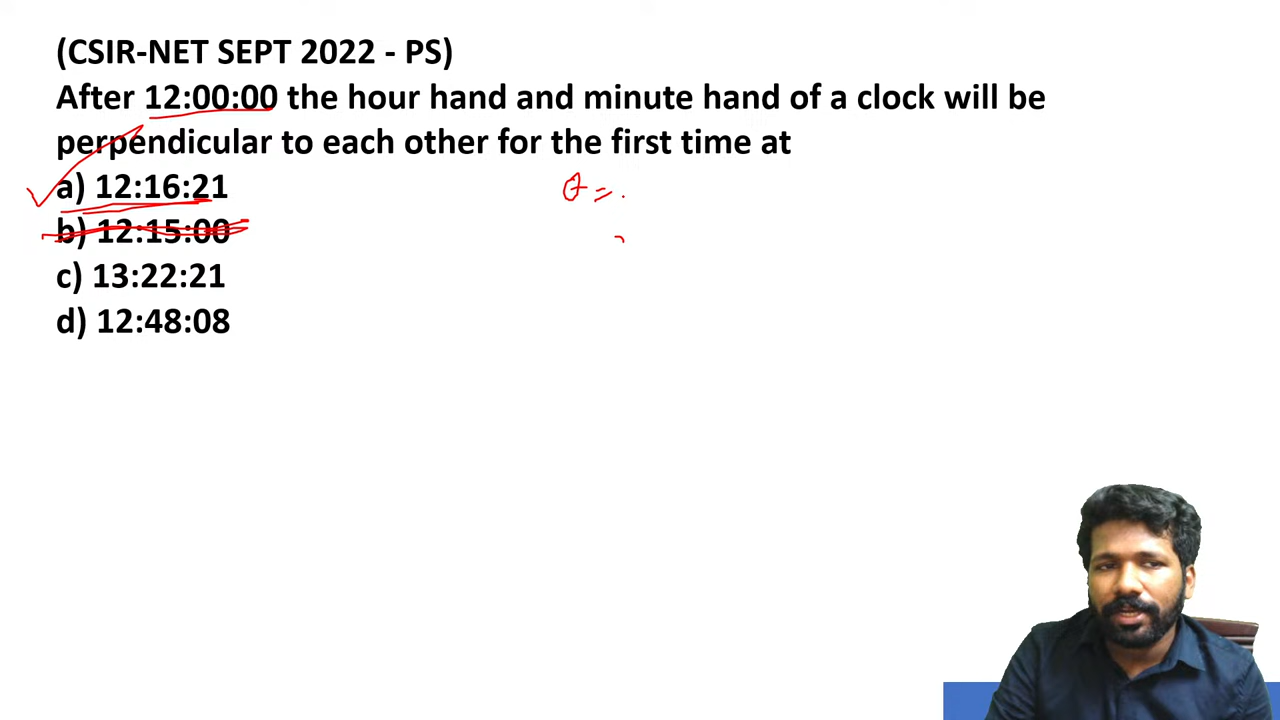 (CSIR-NET SEPT 2022 - PS)
After 12:00:00 the hour hand and minute hand of a clock will be
perpendicular to each other for the first time at
a) 12:16:21
θ =
b) 12:15:00
c) 13:22:21
d) 12:48:08